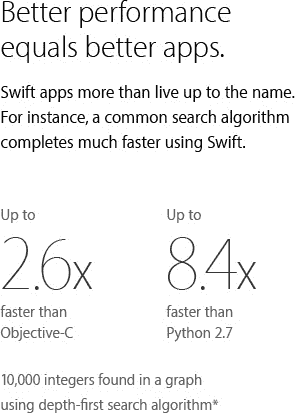 Better performance
equals better apps.
Swift apps more than live up to the name.
For instance, a common search algorithm
completes much faster using Swift.
Up to
2.6x
faster than
Objective-C
Up to
8.4x
faster than
Python 2.7
10,000 integers found in a graph
using depth-first search algorithm*